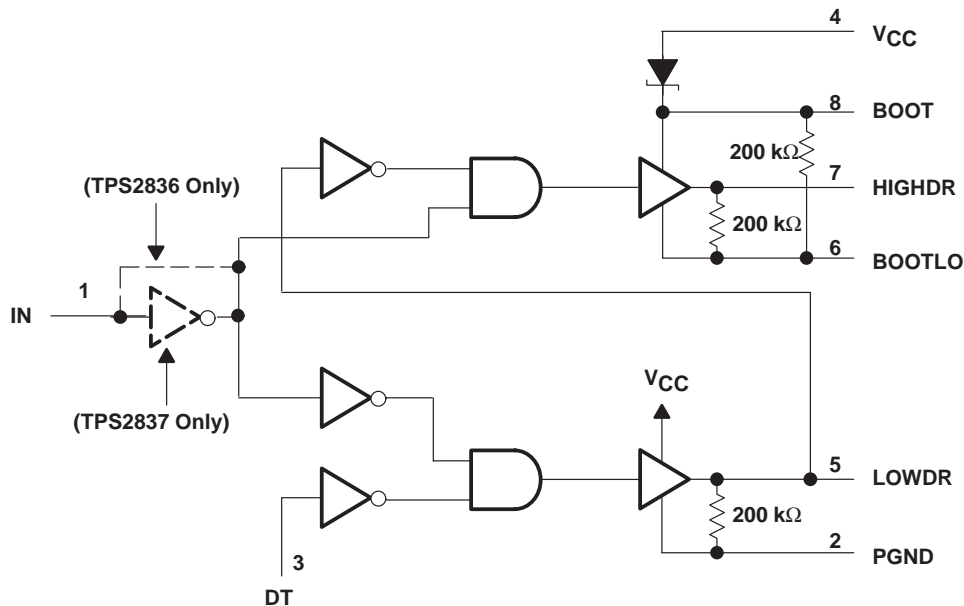 4
VCC
8
BOOT
200 kΩ
(TPS2836 Only)
7
HIGHDR
200 kΩ
6
BOOTLO
1
IN
VCC
(TPS2837 Only)
5
LOWDR
200 kΩ
2
PGND
3
DT